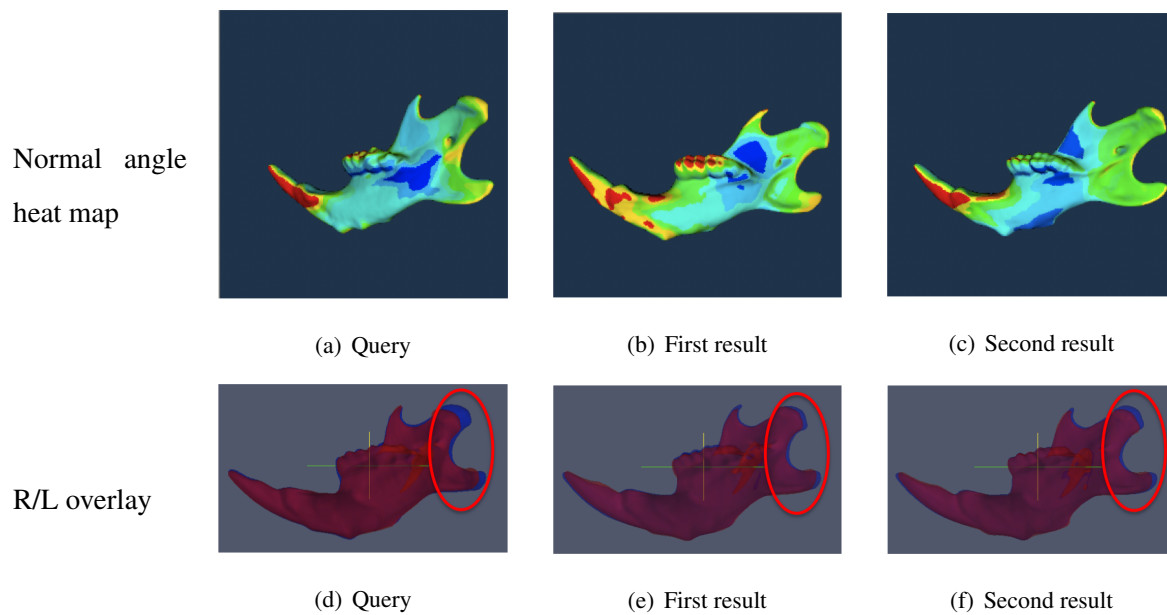 Normal angle
heat map
(a) Query
(b) First result
(c) Second result
R/L overlay
(d) Query
(e) First result
(f) Second result